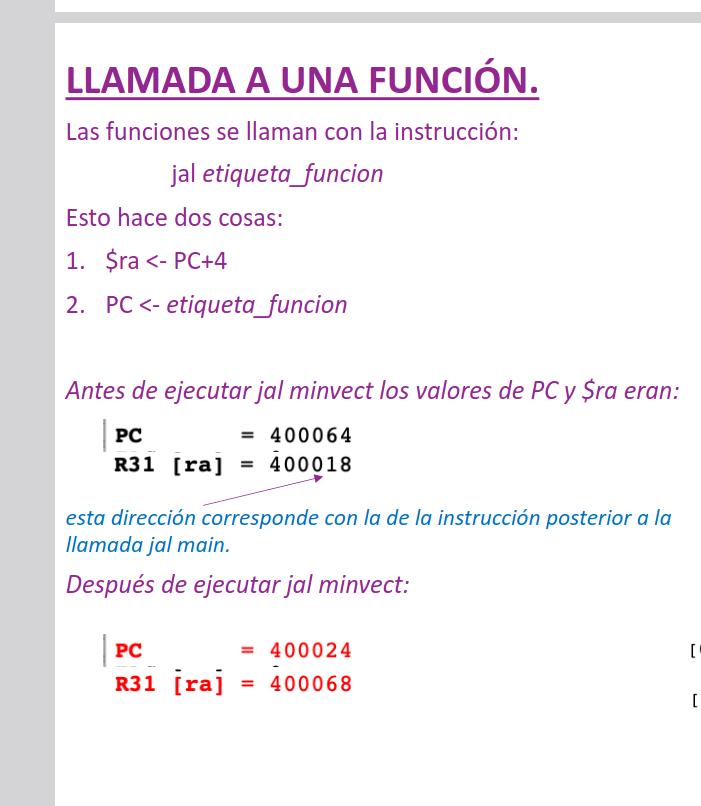 LLAMADA A UNA FUNCIÓN.
Las funciones se llaman con la instrucción:
jal etiqueta_funcion
Esto hace dos cosas:
1. $ra <- PC+4
2. PC <- etiqueta_funcion
Antes de ejecutar jal minvect los valores de PC y $ra eran:
PC = 400064
R31 [ra] = 400018
esta dirección corresponde con la de la instrucción posterior a la
llamada jal main.
Después de ejecutar jal minvect:
PC = 400024
R31 [ra] = 400068